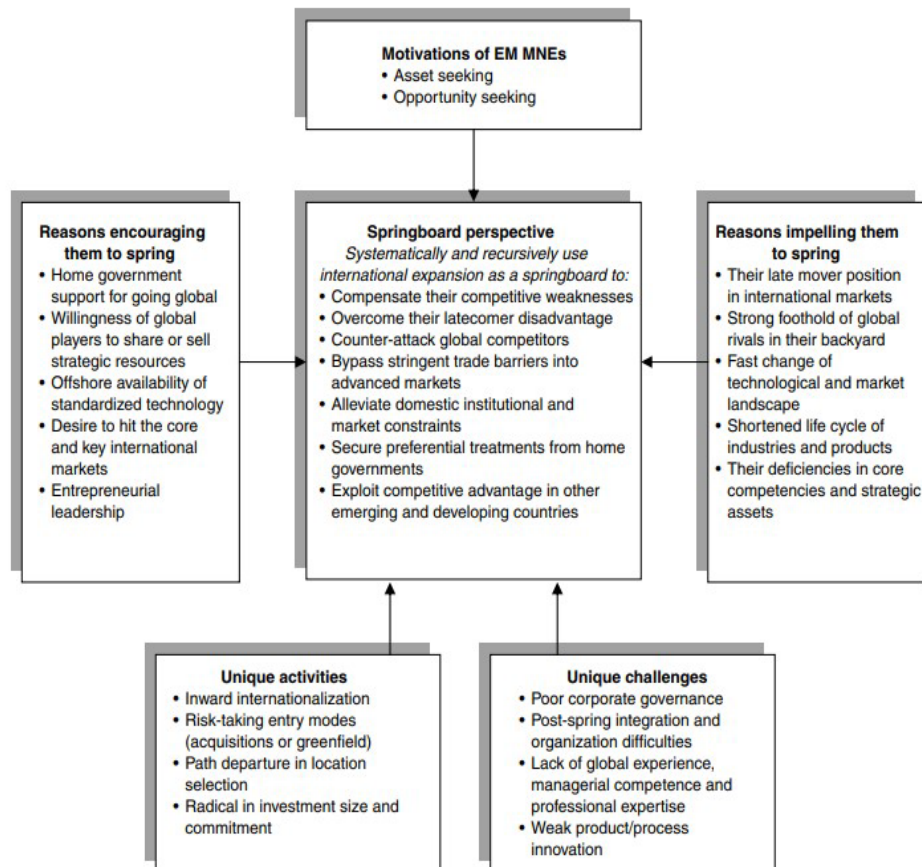 Motivations of EM MNEs
• Asset seeking
• Opportunity seeking
Reasons encouraging
them to spring
• Home government
support for going global
• Willingness of global
players to share or sell
strategic resources
• Offshore availability of
standardized technology
• Desire to hit the core
and key international
markets
• Entrepreneurial
leadership
Springboard perspective
Systematically and recursively use
international expansion as a springboard to:
• Compensate their competitive weaknesses
• Overcome their latecomer disadvantage
• Counter-attack global competitors
• Bypass stringent trade barriers into
advanced markets
• Alleviate domestic institutional and
market constraints
• Secure preferential treatments from home
governments
• Exploit competitive advantage in other
emerging and developing countries
Reasons impelling them
to spring
• Their late mover position
in international markets
• Strong foothold of global
rivals in their backyard
• Fast change of
technological and market
landscape
• Shortened life cycle of
industries and products
• Their deficiencies in core
competencies and strategic
assets
Unique activities
• Inward internationalization
• Risk-taking entry modes
(acquisitions or greenfield)
• Path departure in location
selection
• Radical in investment size and
commitment
Unique challenges
• Poor corporate governance
• Post-spring integration and
organization difficulties
• Lack of global experience,
managerial competence and
professional expertise
• Weak product/process
innovation